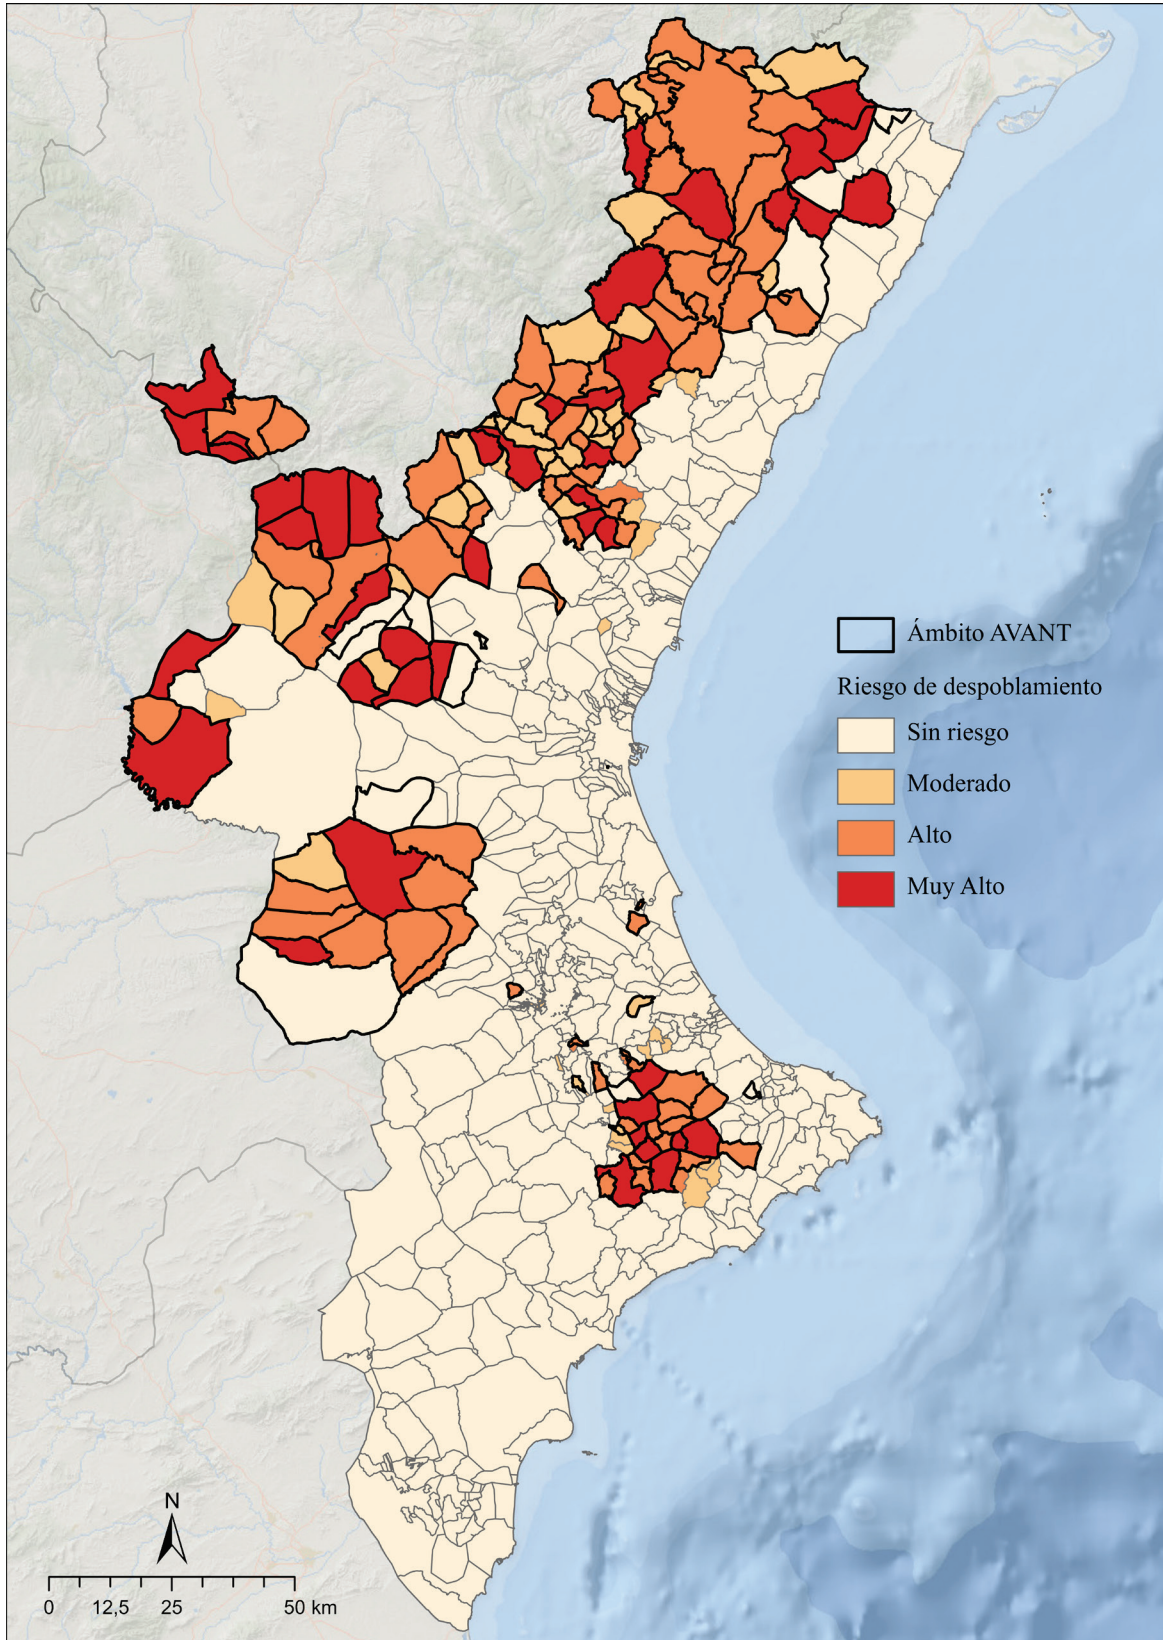 Ámbito AVANT
Riesgo de despoblamiento
Sin riesgo
Moderado
Alto
Muy Alto
N
0 12,5 25 50 km